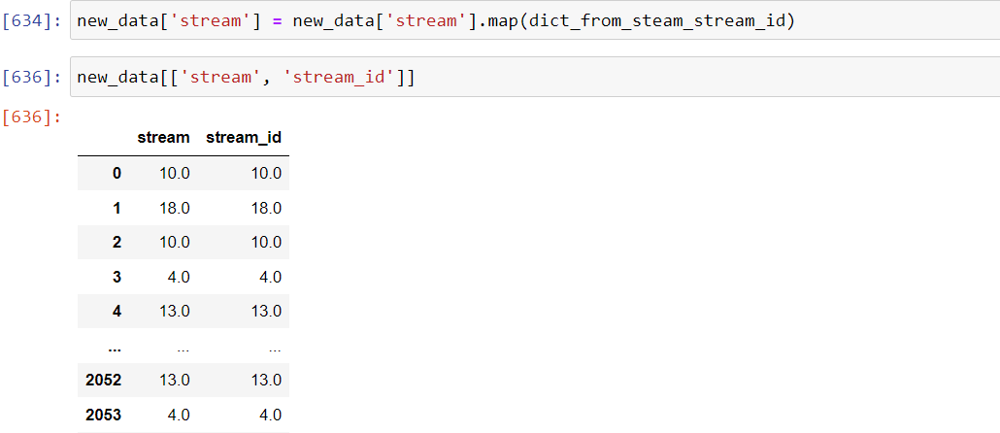 [634]: new_data['stream'] = new_data['stream'].map(dict_from_steam_stream_id)
[636]: new_data[['stream', 'stream_id']]
[636]:
stream stream_id
0 10.0 10.0
1 18.0 18.0
2 10.0 10.0
3 4.0 4.0
4 13.0 13.0
... ... ...
2052 13.0 13.0
2053 4.0 4.0